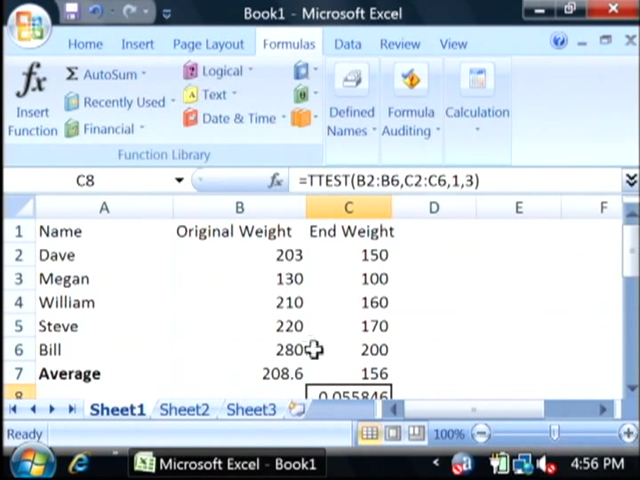 Book1 - Microsoft Excel
Home Insert Page Layout Formulas Data Review View
fx Insert Function
Σ AutoSum
Recently Used
Financial
Logical
Text
Date & Time
Defined Names
Formula Auditing
Calculation
Function Library
C8 fx =TTEST(B2:B6,C2:C6,1,3)
A B C D E F
1 Name Original Weight End Weight
2 Dave 203 150
3 Megan 130 100
4 William 210 160
5 Steve 220 170
6 Bill 280 200
7 Average 208.6 156
8 0.055846
Sheet1 Sheet2 Sheet3
Ready 100%
Microsoft Excel - Book1 4:56 PM